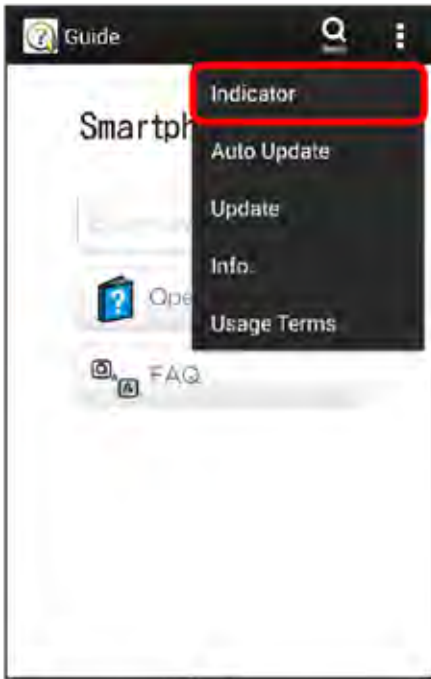 Guide
Indicator
Smartph
Auto Update
Update
Info.
Ope
Usage Terms
FAQ